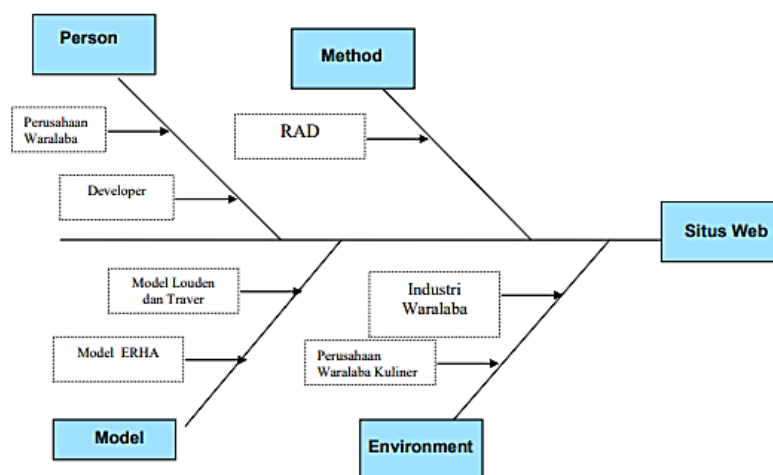 Person
Method
Perusahaan
Waralaba
RAD
Developer
Situs Web
Model Louden
dan Traver
Industri
Waralaba
Model ERHA
Perusahaan
Waralaba Kuliner
Model
Environment